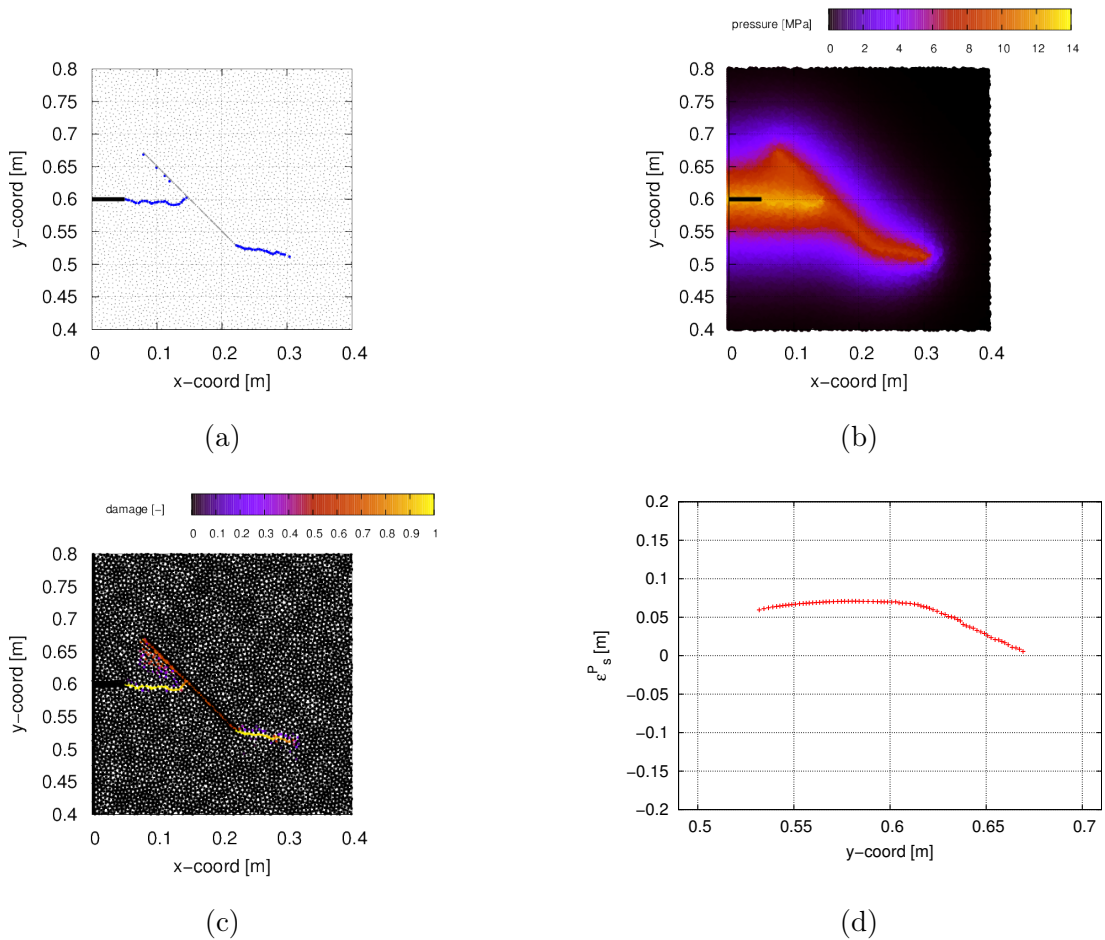 0.8
0.75
0.7
0.65
0.6
0.55
0.5
0.45
0.4
y−coord [m]
0 0.1 0.2 0.3 0.4
x−coord [m]
(a)
pressure [MPa]
0 2 4 6 8 10 12 14
0.8
0.75
0.7
0.65
0.6
0.55
0.5
0.45
0.4
y−coord [m]
0 0.1 0.2 0.3 0.4
x−coord [m]
(b)
damage [−]
0 0.1 0.2 0.3 0.4 0.5 0.6 0.7 0.8 0.9 1
0.8
0.75
0.7
0.65
0.6
0.55
0.5
0.45
0.4
y−coord [m]
0 0.1 0.2 0.3 0.4
x−coord [m]
(c)
0.2
0.15
0.1
0.05
0
−0.05
−0.1
−0.15
−0.2
εᴾₛ [m]
0.5 0.55 0.6 0.65 0.7
y−coord [m]
(d)